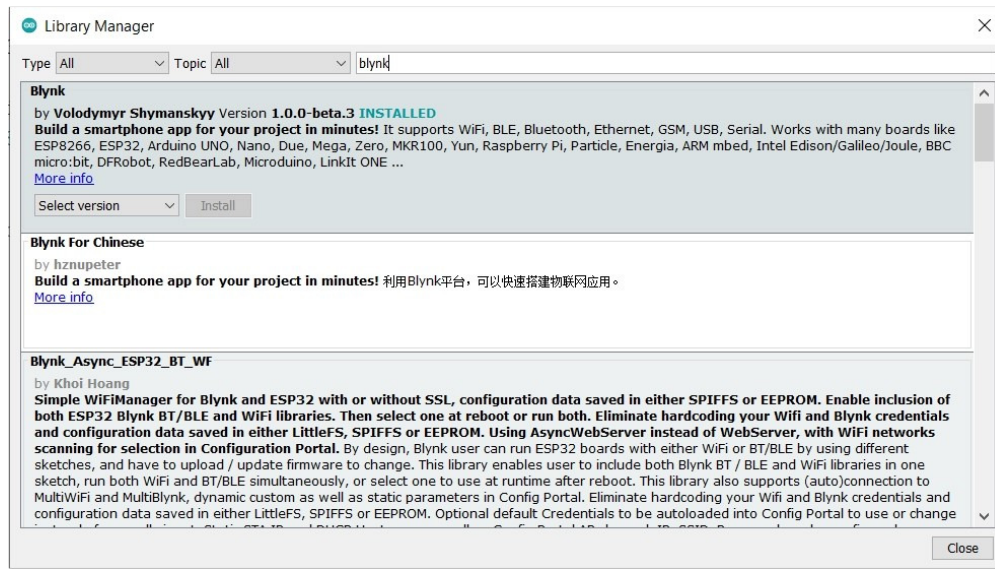 Library Manager
Type All Topic All blynk
Blynk
by Volodymyr Shymanskyy Version 1.0.0-beta.3 INSTALLED
Build a smartphone app for your project in minutes! It supports WiFi, BLE, Bluetooth, Ethernet, GSM, USB, Serial. Works with many boards like
ESP8266, ESP32, Arduino UNO, Nano, Due, Mega, Zero, MKR100, Yun, Raspberry Pi, Particle, Energia, ARM mbed, Intel Edison/Galileo/Joule, BBC
micro:bit, DFRobot, RedBearLab, Microduino, LinkIt ONE ...
More info
Select version Install
Blynk For Chinese
by hznupeter
Build a smartphone app for your project in minutes! 利用Blynk平台，可以快速搭建物联网应用。
More info
Blynk_Async_ESP32_BT_WF
by Khoi Hoang
Simple WiFiManager for Blynk and ESP32 with or without SSL, configuration data saved in either SPIFFS or EEPROM. Enable inclusion of
both ESP32 Blynk BT/BLE and WiFi libraries. Then select one at reboot or run both. Eliminate hardcoding your Wifi and Blynk credentials
and configuration data saved in either LittleFS, SPIFFS or EEPROM. Using AsyncWebServer instead of WebServer, with WiFi networks
scanning for selection in Configuration Portal. By design, Blynk user can run ESP32 boards with either WiFi or BT/BLE by using different
sketches, and have to upload / update firmware to change. This library enables user to include both Blynk BT / BLE and WiFi libraries in one
sketch, run both WiFi and BT/BLE simultaneously, or select one to use at runtime after reboot. This library also supports (auto)connection to
MultiWiFi and MultiBlynk, dynamic custom as well as static parameters in Config Portal. Eliminate hardcoding your Wifi and Blynk credentials and
configuration data saved in either LittleFS, SPIFFS or EEPROM. Optional default Credentials to be autoloaded into Config Portal to use or change
Close